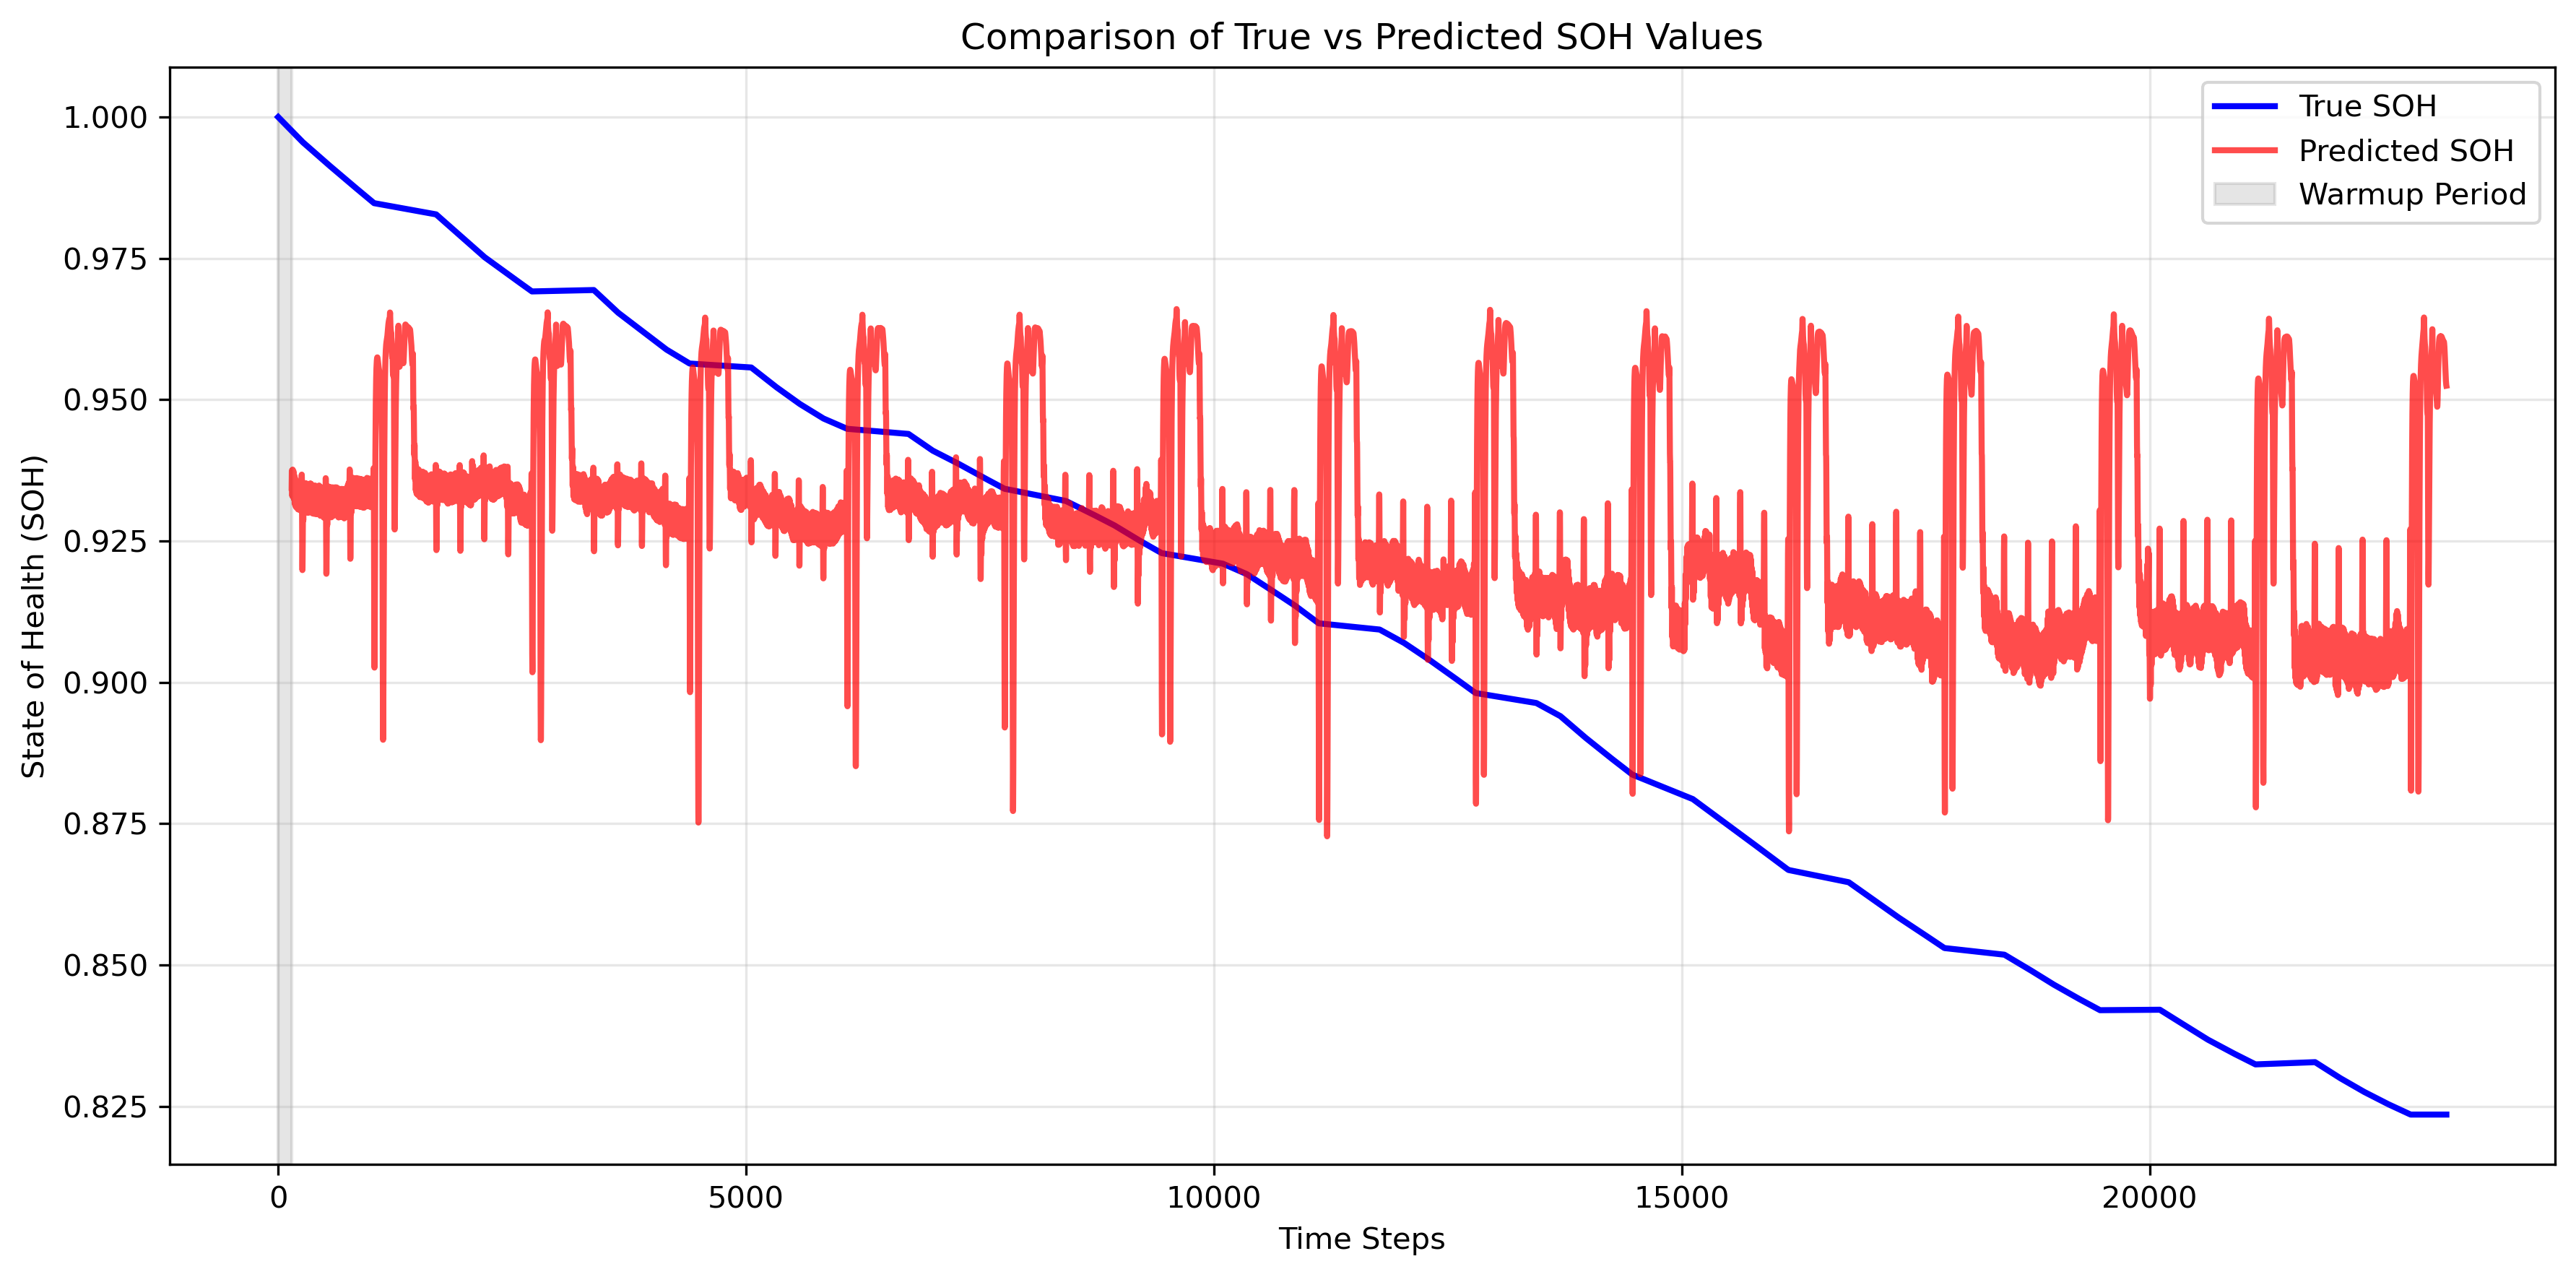 Comparison of True vs Predicted SOH Values
True SOH
Predicted SOH
Warmup Period
State of Health (SOH)
1.000
0.975
0.950
0.925
0.900
0.875
0.850
0.825
0
5000
10000
15000
20000
Time Steps